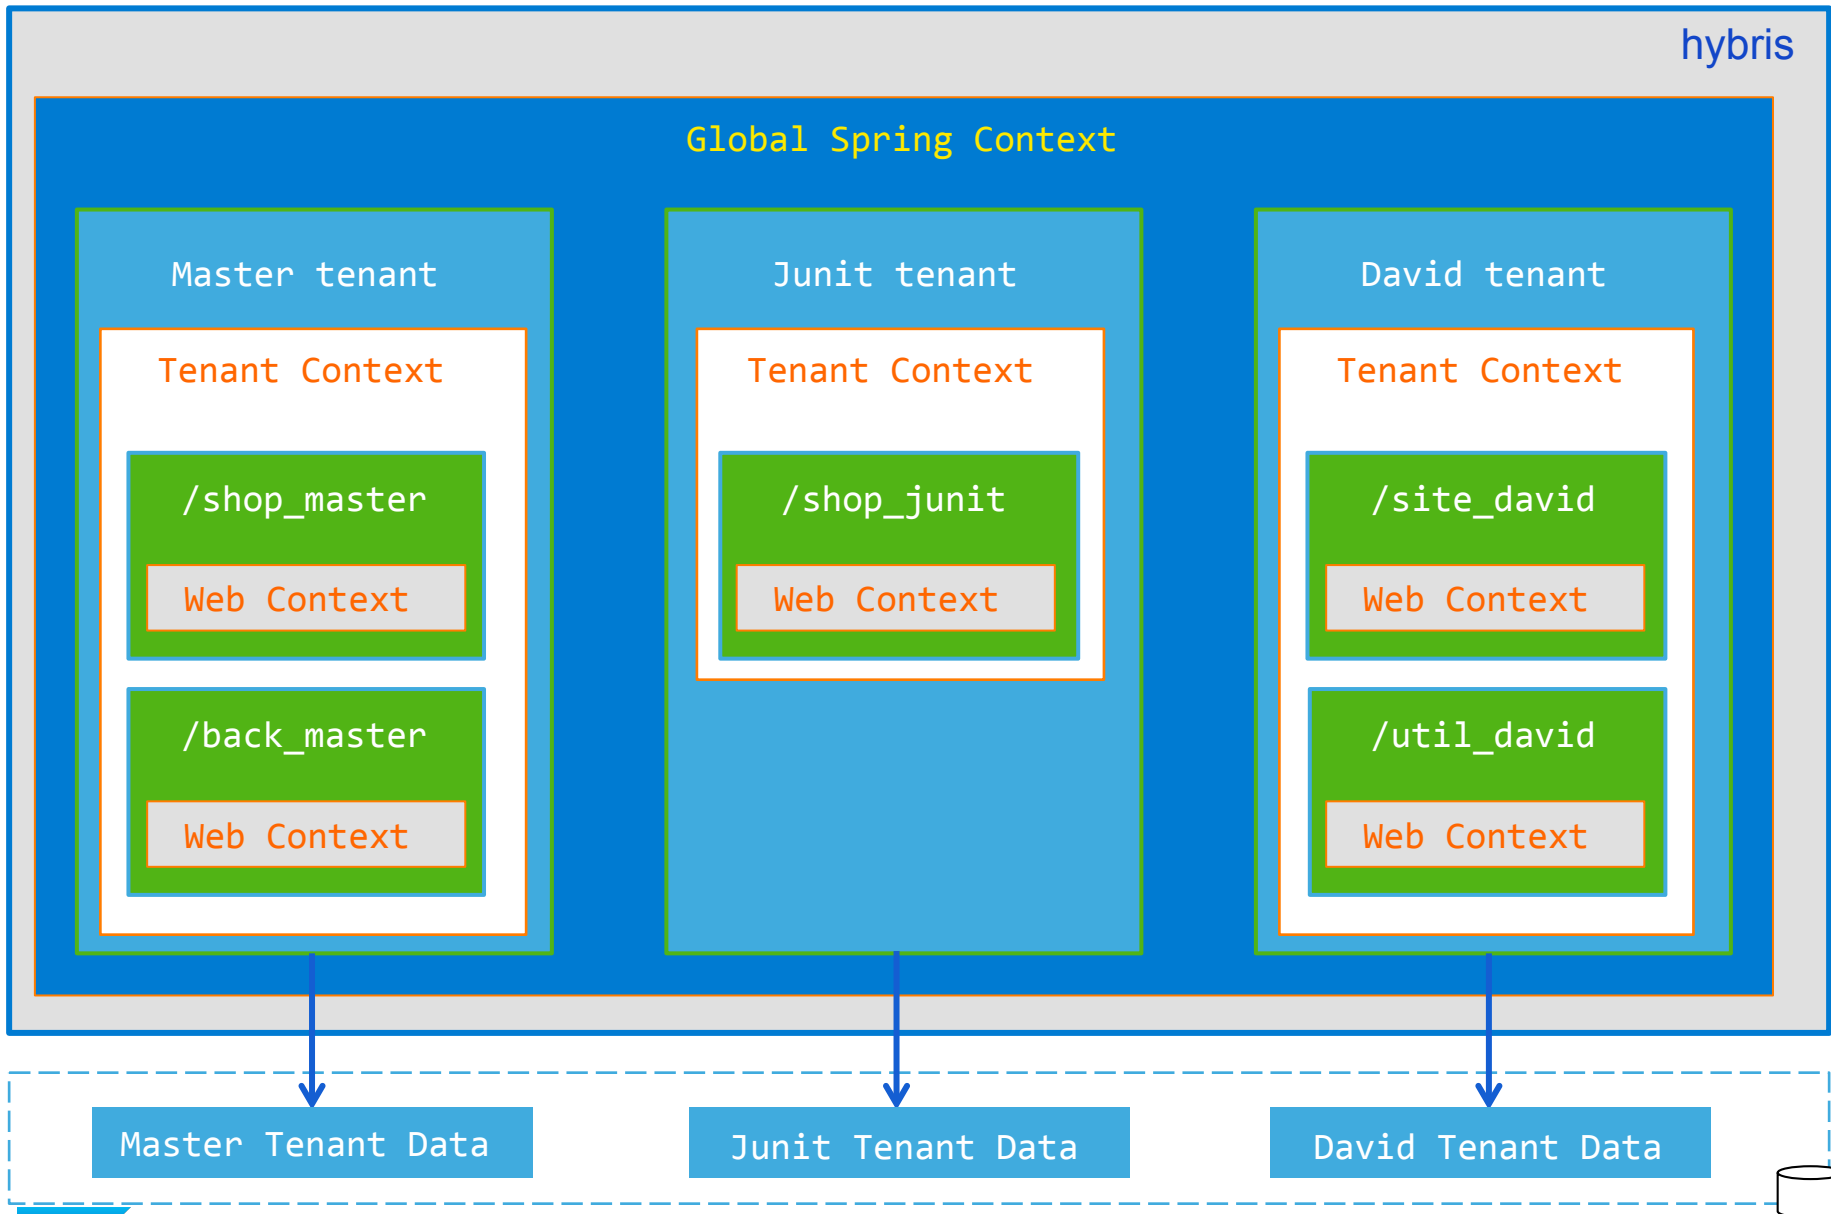 hybris
Global Spring Context
Master tenant
Junit tenant
David tenant
Tenant Context
Tenant Context
Tenant Context
/shop_master
/shop_junit
/site_david
Web Context
Web Context
Web Context
/back_master
/util_david
Web Context
Web Context
Master Tenant Data
Junit Tenant Data
David Tenant Data